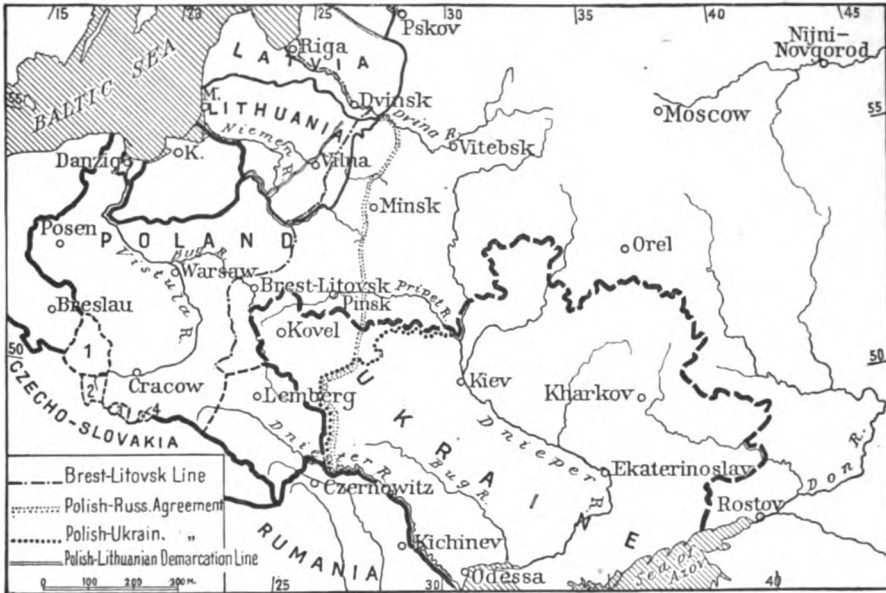 15
20
25
30
35
40
45
Pskov
Nijni-
Novgorod
Riga
LATVIA
BALTIC SEA
55
M.
Dvinsk
55
LITHUANIA
Moscow
Niemen R.
Drina R.
Vitebsk
Danzig
K.
Vilna
Minsk
Posen
POLAND
Orel
Bug R.
Warsaw
Vistula R.
Brest-Litovsk
Pinsk
Pripet R.
Breslau
Kovel
50
1
50
Cracow
Kiev
2
Lemberg
Kharkov
CZECHO-SLOVAKIA
3
4
UKRAINE
Dniester R.
Dnieper R.
Bug R.
Ekaterinoslav
Don R.
Brest-Litovsk Line
Polish-Russ. Agreement
Czernowitz
Rostov
Polish-Ukrain. „
RUMANIA
Kichinev
Polish-Lithuanian Demarcation Line
Sea of
Azov
Odessa
0 100 200 300 M.
25
30
40